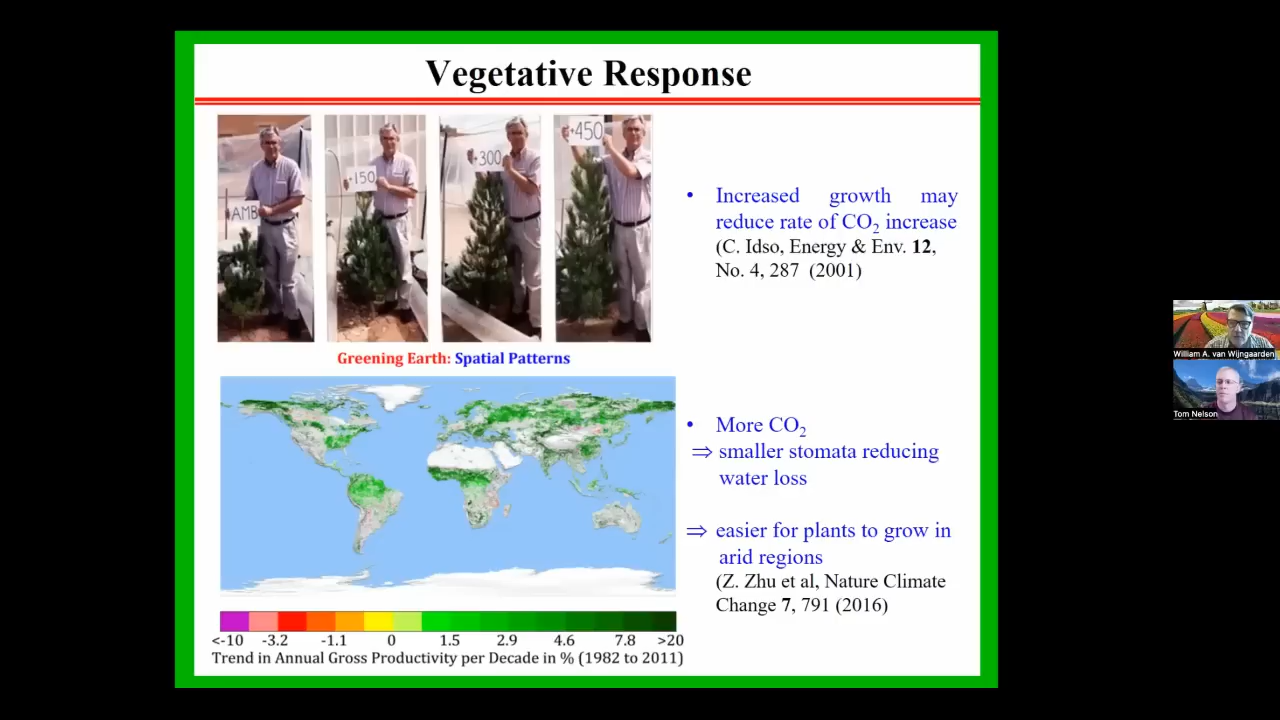 Vegetative Response
AMB
+150
+300
+450
• Increased growth may
reduce rate of CO2 increase
(C. Idso, Energy & Env. 12,
No. 4, 287 (2001)
Greening Earth: Spatial Patterns
• More CO2
⇒ smaller stomata reducing
water loss
⇒ easier for plants to grow in
arid regions
(Z. Zhu et al, Nature Climate
Change 7, 791 (2016)
<-10 -3.2 -1.1 0 1.5 2.9 4.6 7.8 >20
Trend in Annual Gross Productivity per Decade in % (1982 to 2011)
William A. van Wijngaarden
Tom Nelson